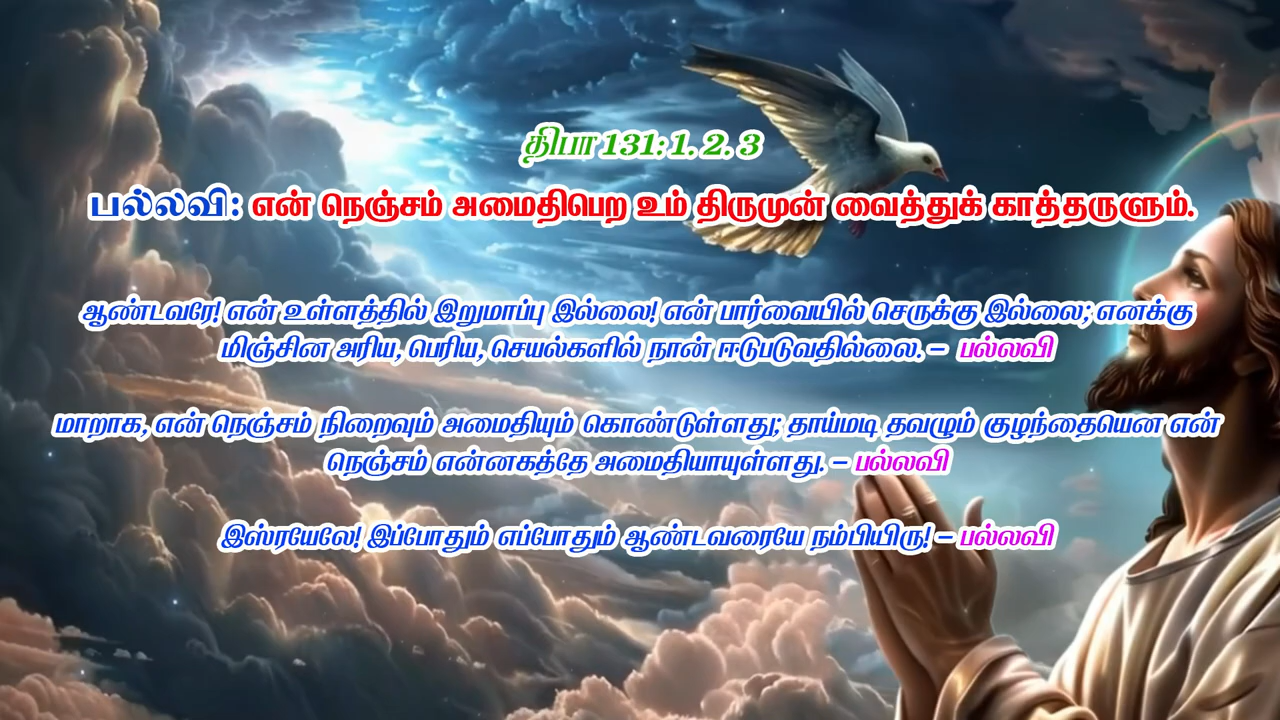 திபா 131: 1. 2. 3
பல்லவி: என் நெஞ்சம் அமைதிபெற உம் திருமுன் வைத்துக் காத்தருளும்.
ஆண்டவரே! என் உள்ளத்தில் இறுமாப்பு இல்லை! என் பார்வையில் செருக்கு இல்லை; எனக்கு
மிஞ்சின அரிய, பெரிய, செயல்களில் நான் ஈடுபடுவதில்லை. – பல்லவி
மாறாக, என் நெஞ்சம் நிறைவும் அமைதியும் கொண்டுள்ளது; தாய்மடி தவழும் குழந்தையென என்
நெஞ்சம் என்னகத்தே அமைதியாயுள்ளது. – பல்லவி
இஸ்ரயேலே! இப்போதும் எப்போதும் ஆண்டவரையே நம்பியிரு! – பல்லவி